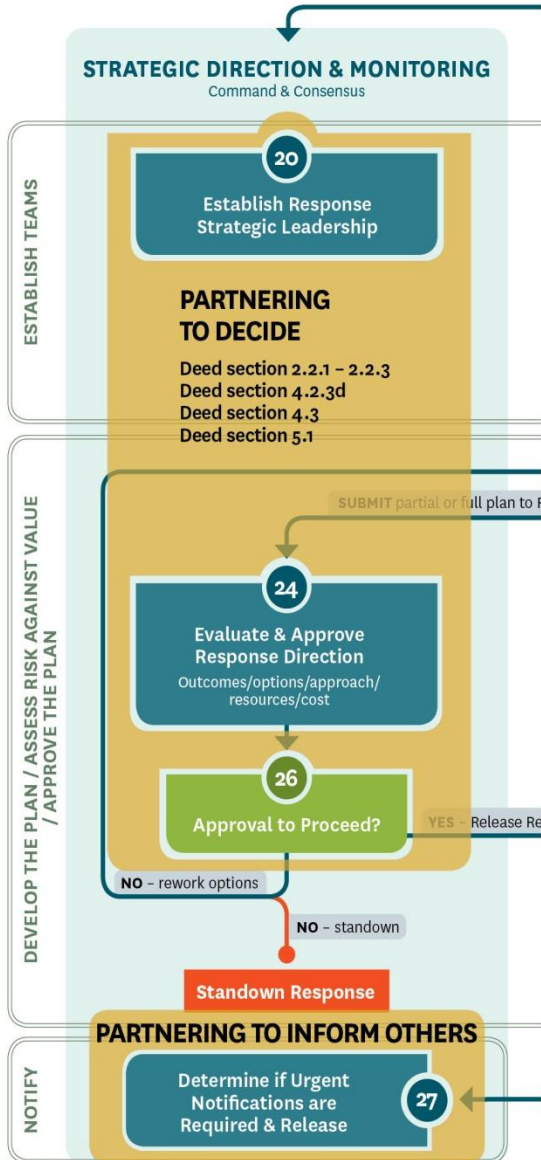 STRATEGIC DIRECTION & MONITORING
Command & Consensus
ESTABLISH TEAMS
20
Establish Response
Strategic Leadership
PARTNERING
TO DECIDE
Deed section 2.2.1 – 2.2.3
Deed section 4.2.3d
Deed section 4.3
Deed section 5.1
DEVELOP THE PLAN / ASSESS RISK AGAINST VALUE
/ APPROVE THE PLAN
SUBMIT partial or full plan to
24
Evaluate & Approve
Response Direction
Outcomes/options/approach/
resources/cost
26
Approval to Proceed?
YES – Release
NO – rework options
NO – standown
Standown Response
PARTNERING TO INFORM OTHERS
NOTIFY
Determine if Urgent
Notifications are
Required & Release
27